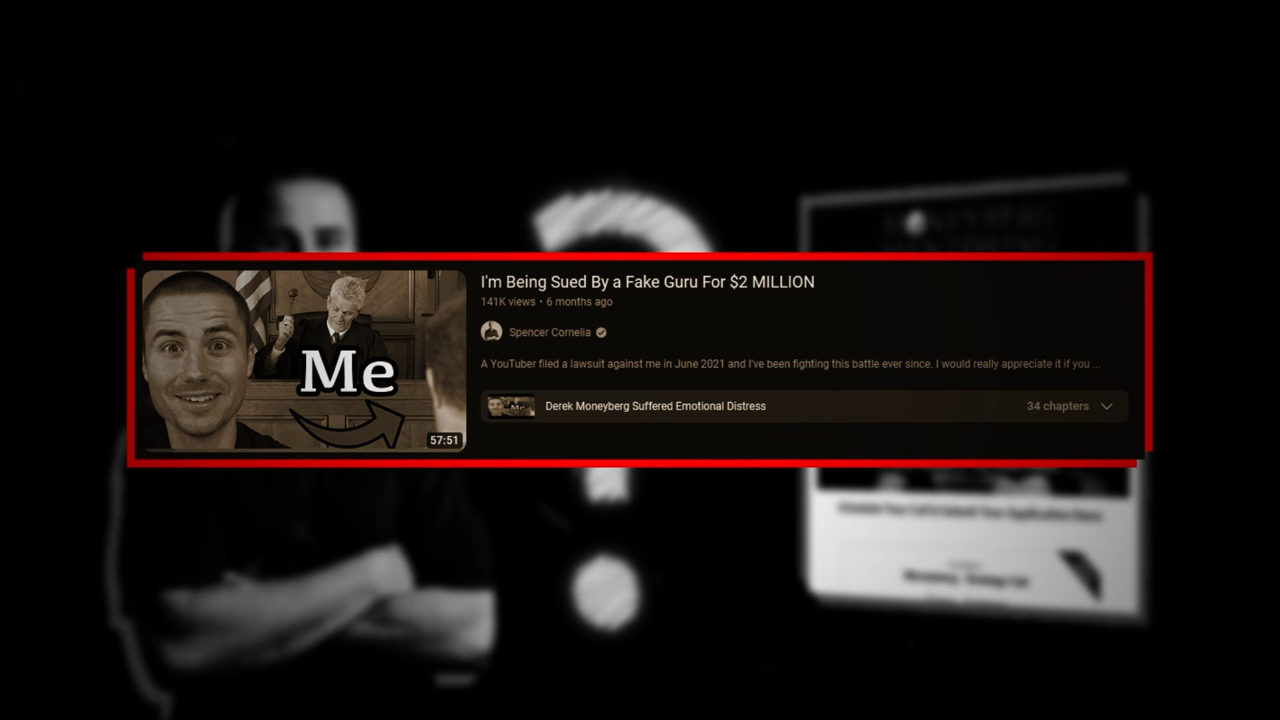 I'm Being Sued By a Fake Guru For $2 MILLION
141K views • 6 months ago
Spencer Cornelia
A YouTuber filed a lawsuit against me in June 2021 and I've been fighting this battle ever since. I would really appreciate it if you ...
Me
57:51
Derek Moneyberg Suffered Emotional Distress
34 chapters
?